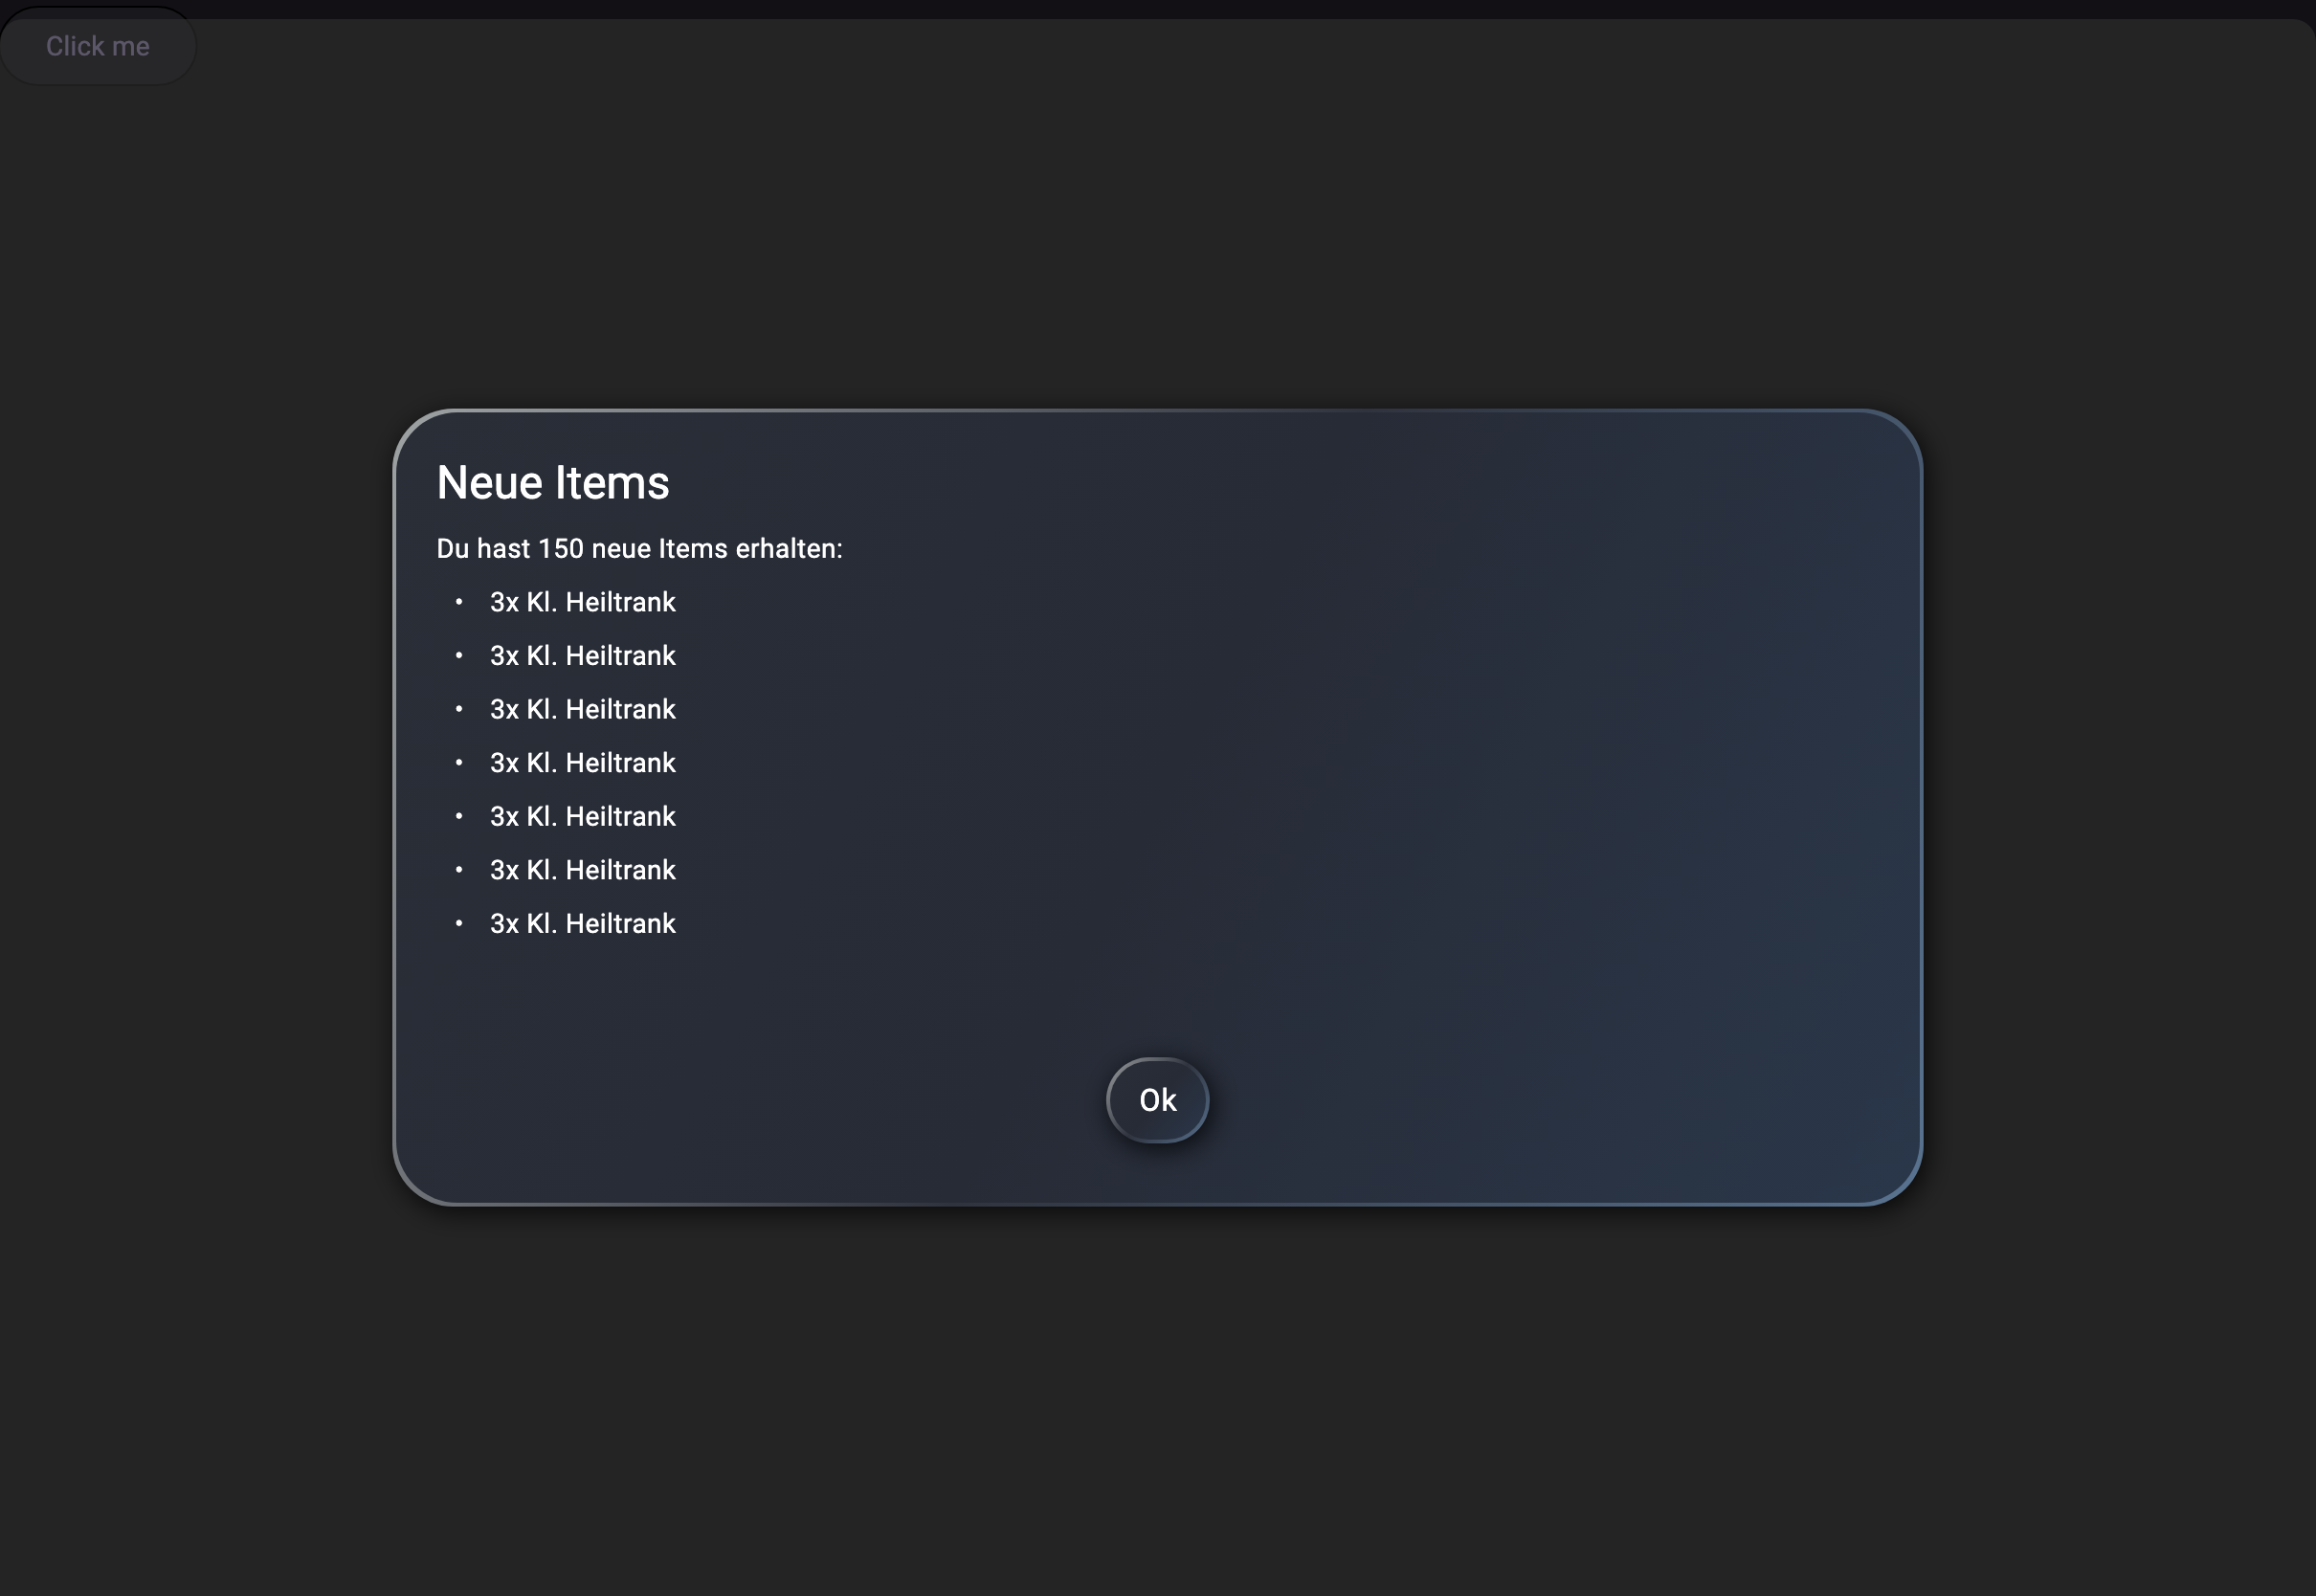 Click me
Neue Items
Du hast 150 neue Items erhalten:
• 3x Kl. Heiltrank
• 3x Kl. Heiltrank
• 3x Kl. Heiltrank
• 3x Kl. Heiltrank
• 3x Kl. Heiltrank
• 3x Kl. Heiltrank
• 3x Kl. Heiltrank
Ok